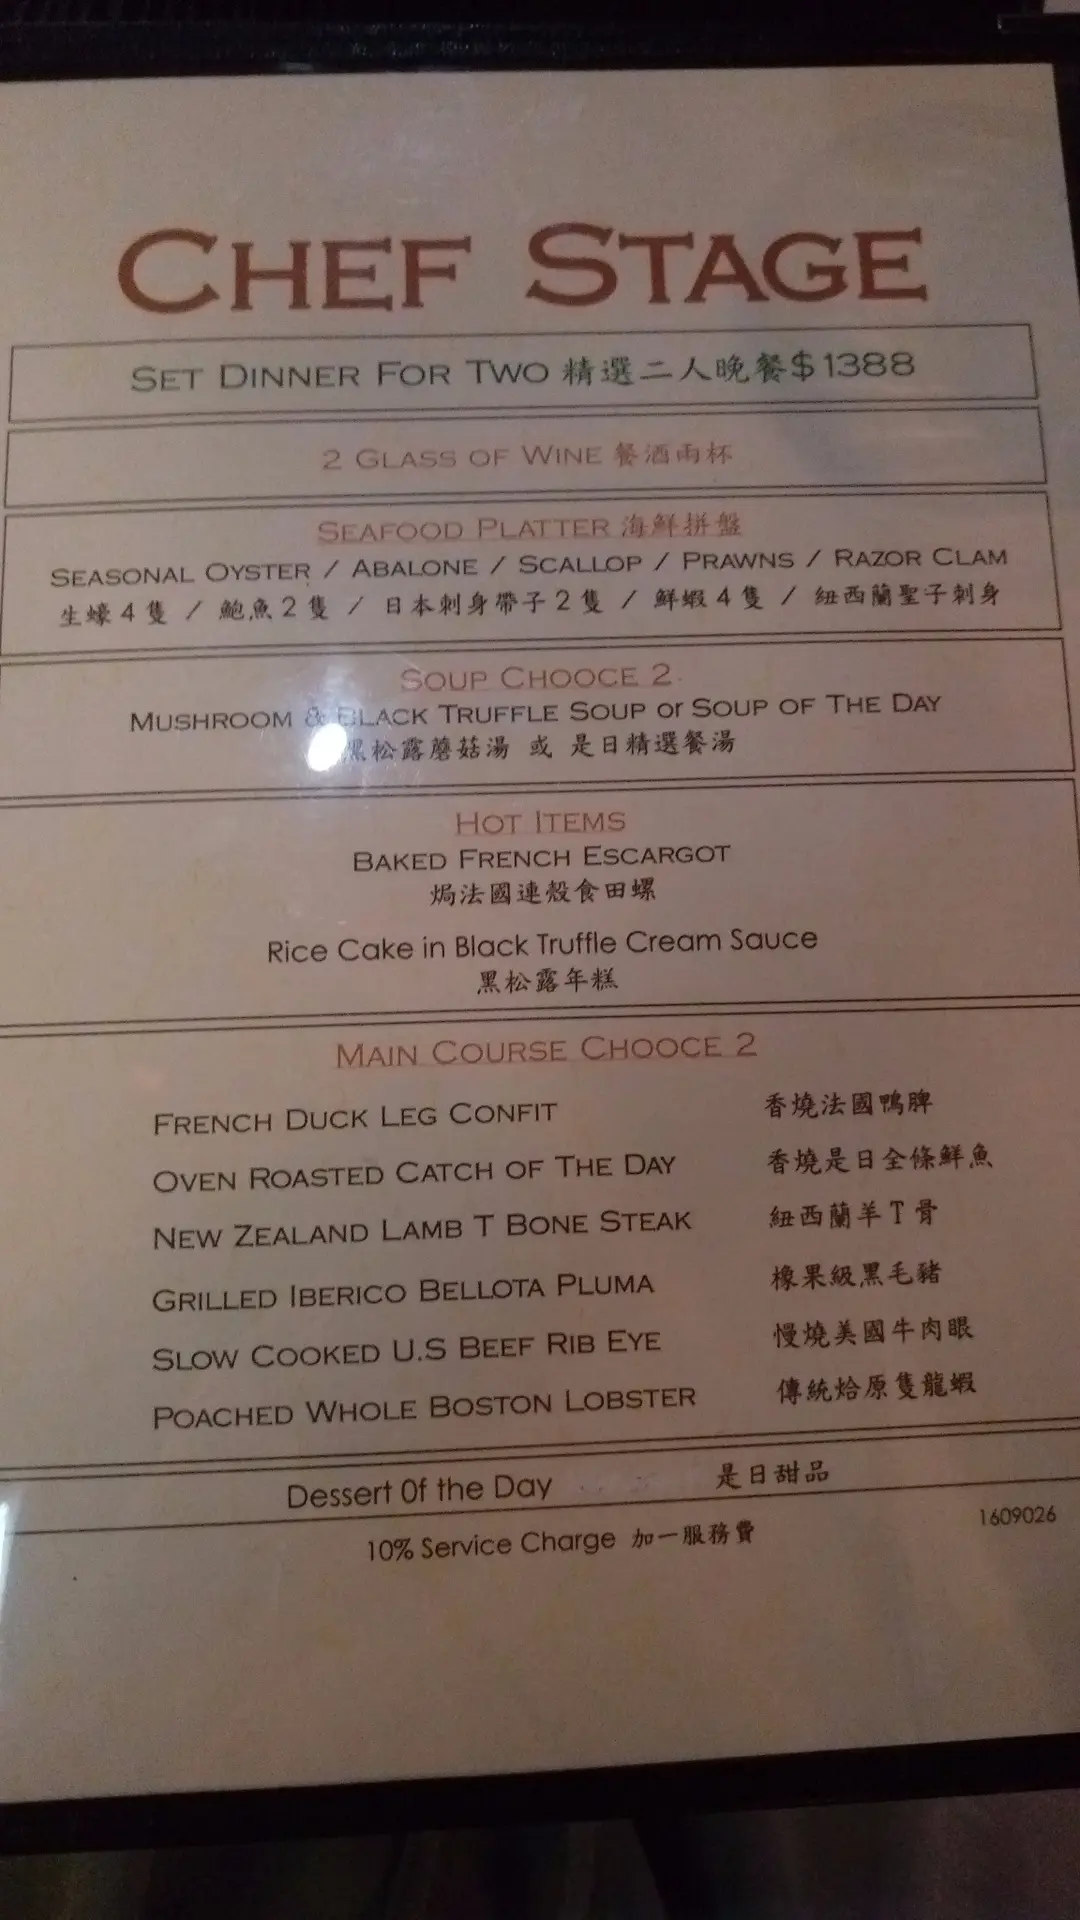 CHEF STAGE
SET DINNER FOR TWO 精選二人晚餐$1388
2 GLASS OF WINE 餐酒兩杯
SEAFOOD PLATTER 海鮮拼盤
SEASONAL OYSTER / ABALONE / SCALLOP / PRAWNS / RAZOR CLAM
生蠔4隻 / 鮑魚2隻 / 日本刺身帶子2隻 / 鮮蝦4隻 / 紐西蘭聖子刺身
SOUP CHOOCE 2
MUSHROOM & BLACK TRUFFLE SOUP or SOUP OF THE DAY
黑松露蘑菇湯 或 是日精選餐湯
HOT ITEMS
BAKED FRENCH ESCARGOT
焗法國連殼食田螺
Rice Cake in Black Truffle Cream Sauce
黑松露年糕
MAIN COURSE CHOOCE 2
FRENCH DUCK LEG CONFIT 香燒法國鴨脾
OVEN ROASTED CATCH OF THE DAY 香燒是日全條鮮魚
NEW ZEALAND LAMB T BONE STEAK 紐西蘭羊T骨
GRILLED IBERICO BELLOTA PLUMA 橡果級黑毛豬
SLOW COOKED U.S BEEF RIB EYE 慢燒美國牛肉眼
POACHED WHOLE BOSTON LOBSTER 傳統烚原隻龍蝦
Dessert Of the Day 是日甜品
10% Service Charge 加一服務費
1609026